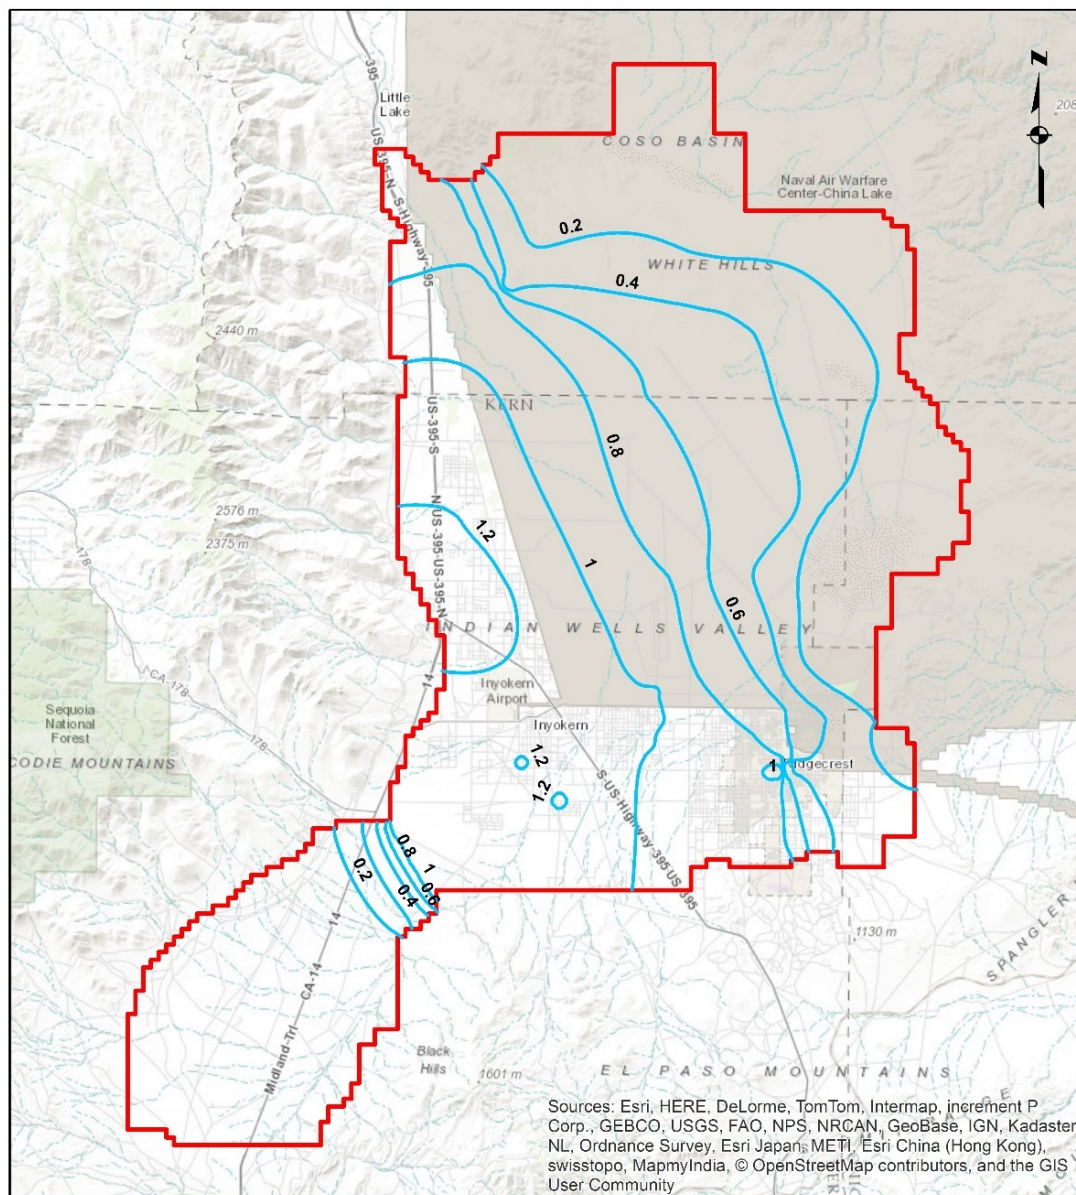 395
Little
Lake
Z
208
COSO BASIN
US-395-N
S-Highway-395
Naval Air Warfare
Center-China Lake
0.2
WHITE HILLS
0.4
2440 m
KERN
US-395-S
0.8
2576 m
2375 m
178
1.2
N US-395-US-395-N
1
0.6
INDIAN WELLS VALLEY
CA-178
14
Inyokern
Airport
Sequoia
National
Forest
178
Inyokern
CODIE MOUNTAINS
1.2
1
Ridgecrest
1.2
S-US-Highway-395
US-395
0.8
1
0.2
0.4
0.6
14
1130 m
SPANGLER
CA-14
Midland-Trl
Black
Hills
1601 m
EL PASO MOUNTAINS
Sources: Esri, HERE, DeLorme, TomTom, Intermap, increment P
Corp., GEBCO, USGS, FAO, NPS, NRCAN, GeoBase, IGN, Kadaster
NL, Ordnance Survey, Esri Japan, METI, Esri China (Hong Kong),
swisstopo, MapmyIndia, © OpenStreetMap contributors, and the GIS
User Community